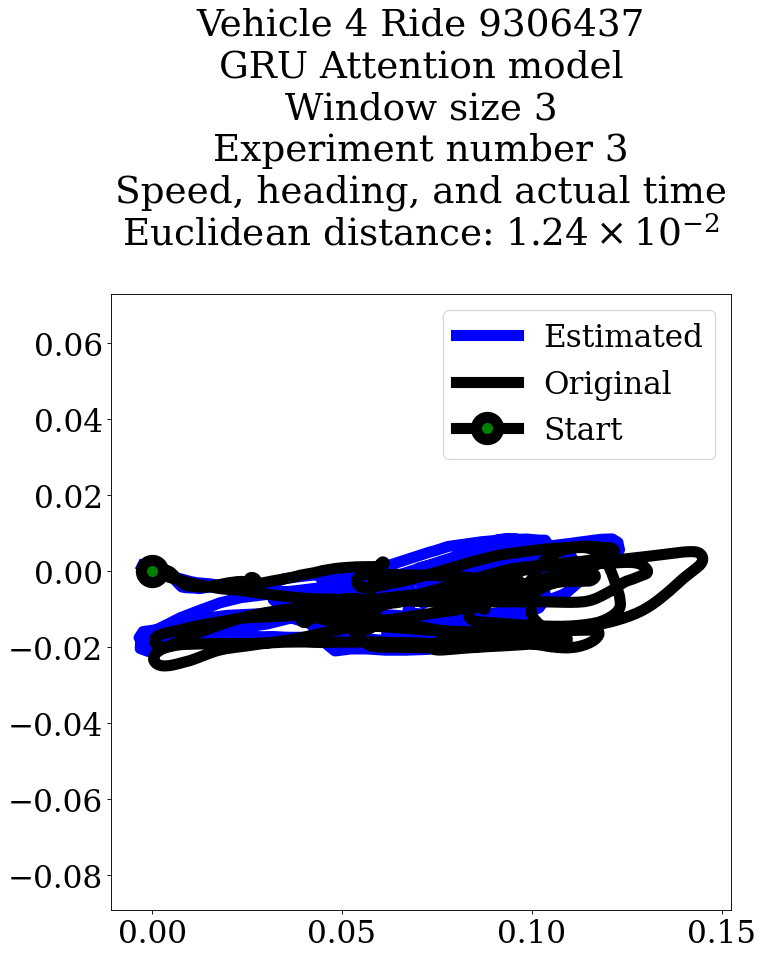 Vehicle 4 Ride 9306437
GRU Attention model
Window size 3
Experiment number 3
Speed, heading, and actual time
Euclidean distance: 1.24 × 10⁻²
Estimated
Original
Start
0.06
0.04
0.02
0.00
−0.02
−0.04
−0.06
−0.08
0.00 0.05 0.10 0.15